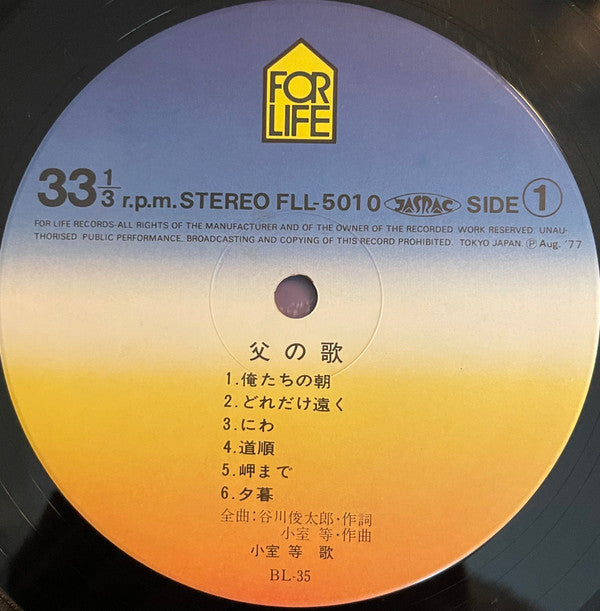 FOR
LIFE
33 1/3 r.p.m. STEREO FLL-5010 JASRAC SIDE 1
FOR LIFE RECORDS-ALL RIGHTS OF THE MANUFACTURER AND OF THE OWNER OF THE RECORDED WORK RESERVED. UNAU-
THORISED PUBLIC PERFORMANCE. BROADCASTING AND COPYING OF THIS RECORD PROHIBITED. TOKYO JAPAN. ℗ Aug. '77
父の歌
1.俺たちの朝
2.どれだけ遠く
3.にわ
4.道順
5.岬まで
6.夕暮
全曲:谷川俊太郎・作詞
小室 等・作曲
小室 等 歌
BL-35